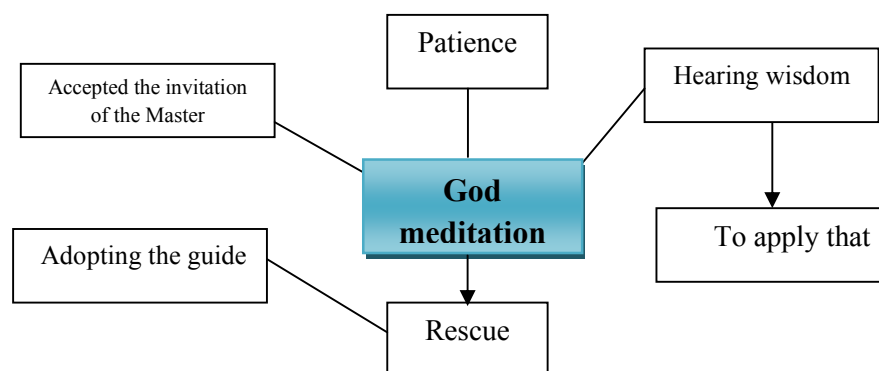 Patience
Hearing wisdom
Accepted the invitation
of the Master
God
meditation
To apply that
Adopting the guide
Rescue